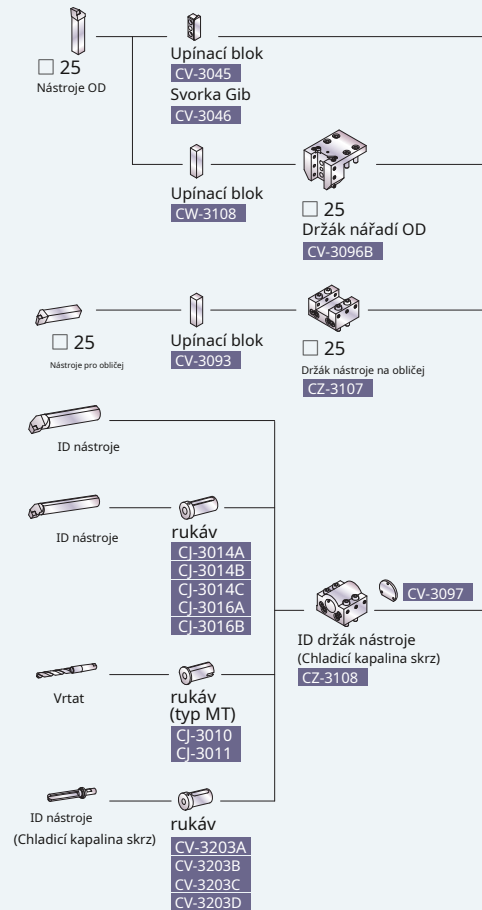 □ 25
Nástroje OD
Upínací blok
CV-3045
Svorka Gib
CV-3046
Upínací blok
CW-3108
□ 25
Držák nářadí OD
CV-3096B
□ 25
Nástroje pro obličej
Upínací blok
CV-3093
□ 25
Držák nástroje na obličej
CZ-3107
ID nástroje
ID nástroje
rukáv
CJ-3014A
CJ-3014B
CJ-3014C
CJ-3016A
CJ-3016B
CV-3097
ID držák nástroje
(Chladicí kapalina skrz)
CZ-3108
Vrtat
rukáv
(typ MT)
CJ-3010
CJ-3011
ID nástroje
(Chladicí kapalina skrz)
rukáv
CV-3203A
CV-3203B
CV-3203C
CV-3203D